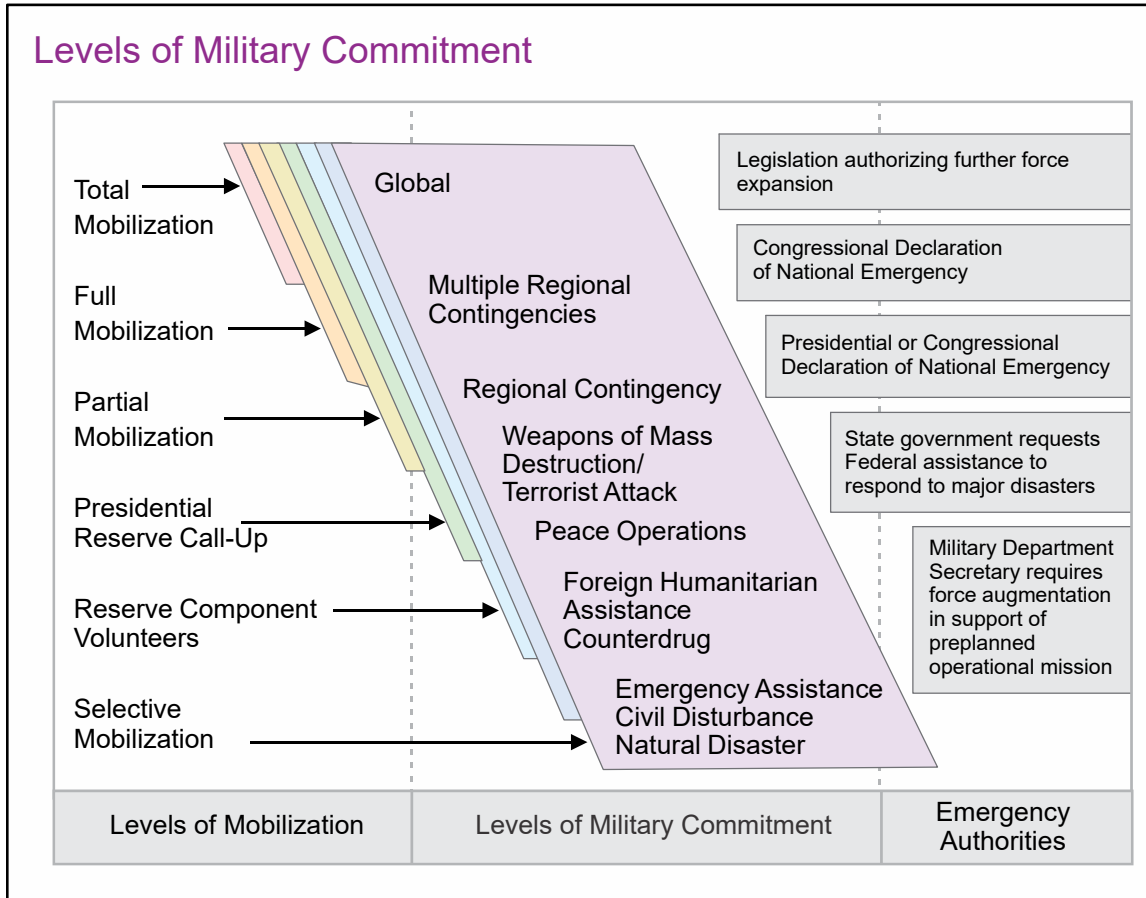 Levels of Military Commitment
Total
Mobilization
Full
Mobilization
Partial
Mobilization
Presidential
Reserve Call-Up
Reserve Component
Volunteers
Selective
Mobilization
Global
Multiple Regional
Contingencies
Regional Contingency
Weapons of Mass
Destruction/
Terrorist Attack
Peace Operations
Foreign Humanitarian
Assistance
Counterdrug
Emergency Assistance
Civil Disturbance
Natural Disaster
Legislation authorizing further force
expansion
Congressional Declaration
of National Emergency
Presidential or Congressional
Declaration of National Emergency
State government requests
Federal assistance to
respond to major disasters
Military Department
Secretary requires
force augmentation
in support of
preplanned
operational mission
Levels of Mobilization
Levels of Military Commitment
Emergency
Authorities